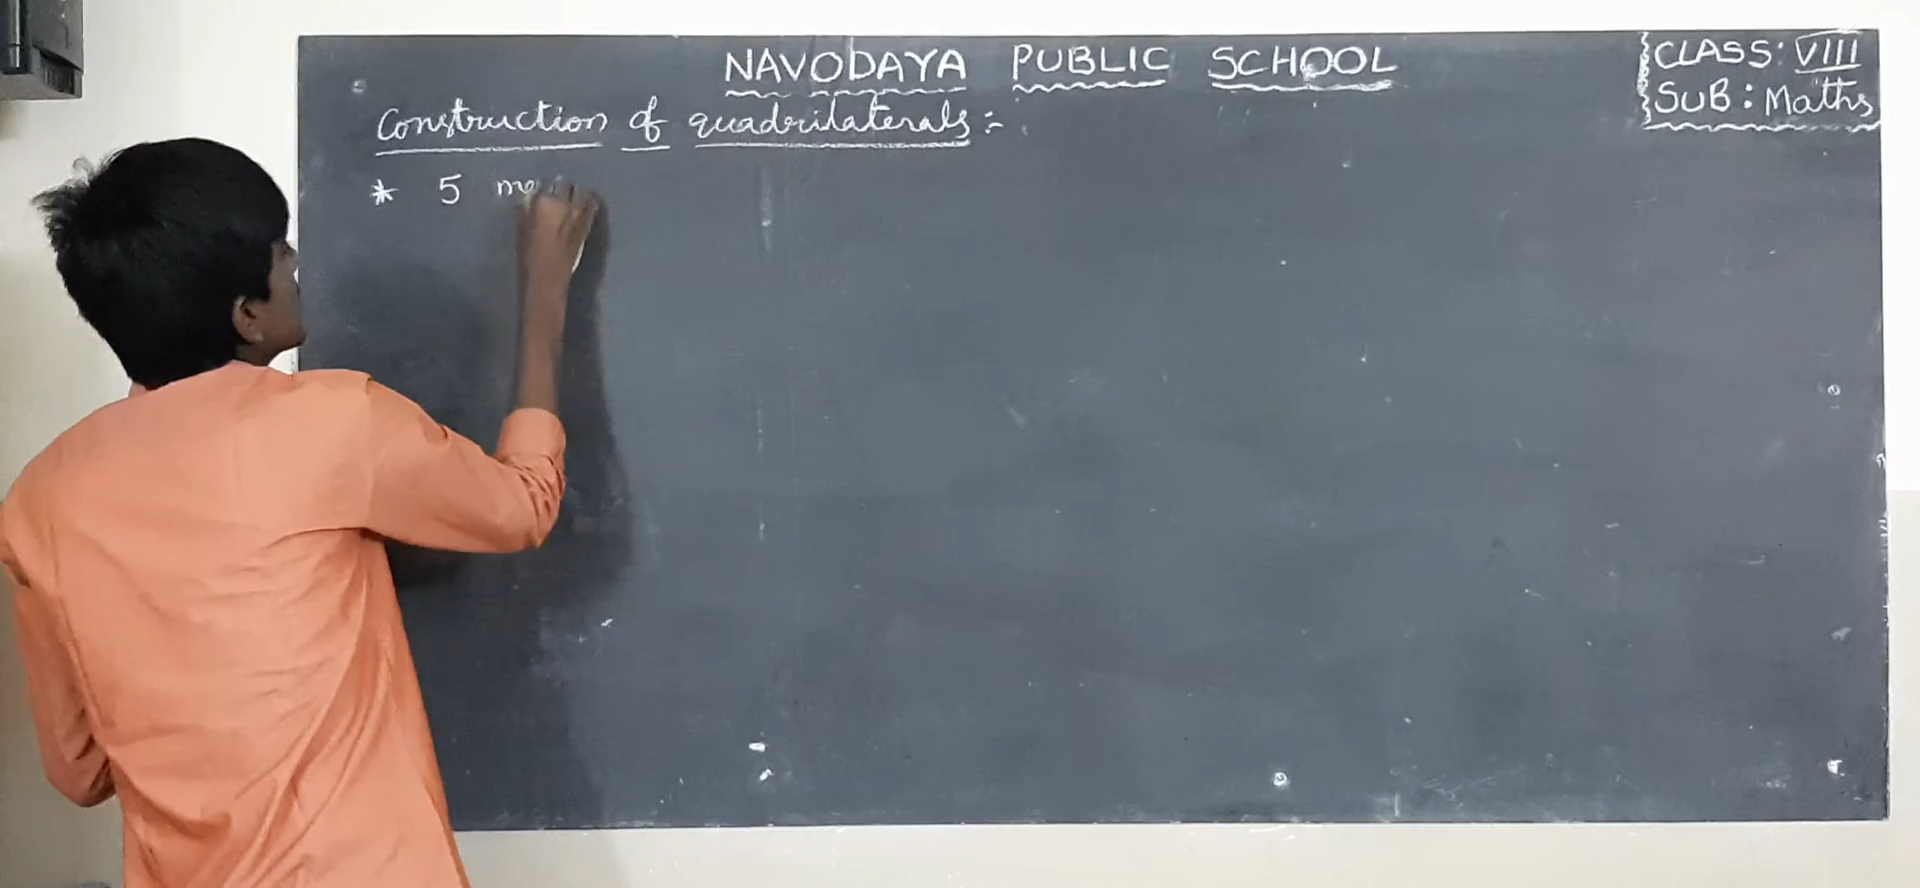 NAVODAYA PUBLIC SCHOOL
CLASS: VIII
SUB: Maths
Construction of quadrilaterals:-
* 5